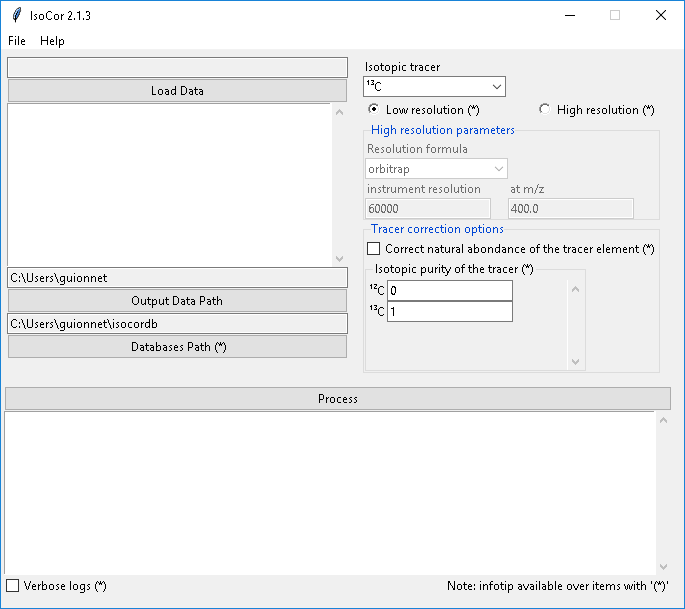 IsoCor 2.1.3
File Help
Load Data
C:\Users\guionnet
Output Data Path
C:\Users\guionnet\isocordb
Databases Path (*)
Isotopic tracer
¹³C
Low resolution (*) High resolution (*)
High resolution parameters
Resolution formula
orbitrap
instrument resolution at m/z
60000 400.0
Tracer correction options
Correct natural abondance of the tracer element (*)
Isotopic purity of the tracer (*)
¹²C 0
¹³C 1
Process
Verbose logs (*) Note: infotip available over items with '(*)'